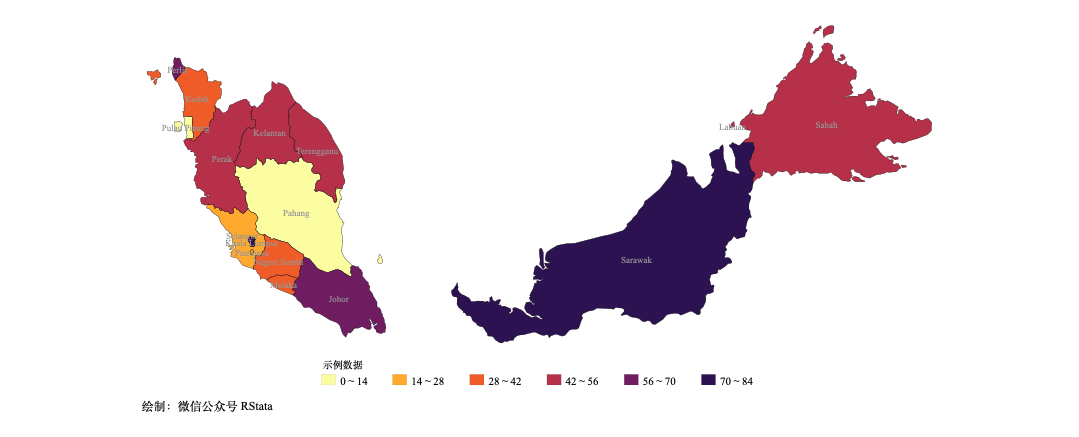 Perlis
Kedah
Pulau Pinang
Kelantan
Terengganu
Perak
Pahang
Selangor
Kuala Lumpur
Putrajaya
Negeri Sembilan
Melaka
Johor
Labuan
Sabah
Sarawak
示例数据
0 ~ 14
14 ~ 28
28 ~ 42
42 ~ 56
56 ~ 70
70 ~ 84
绘制：微信公众号 RStata